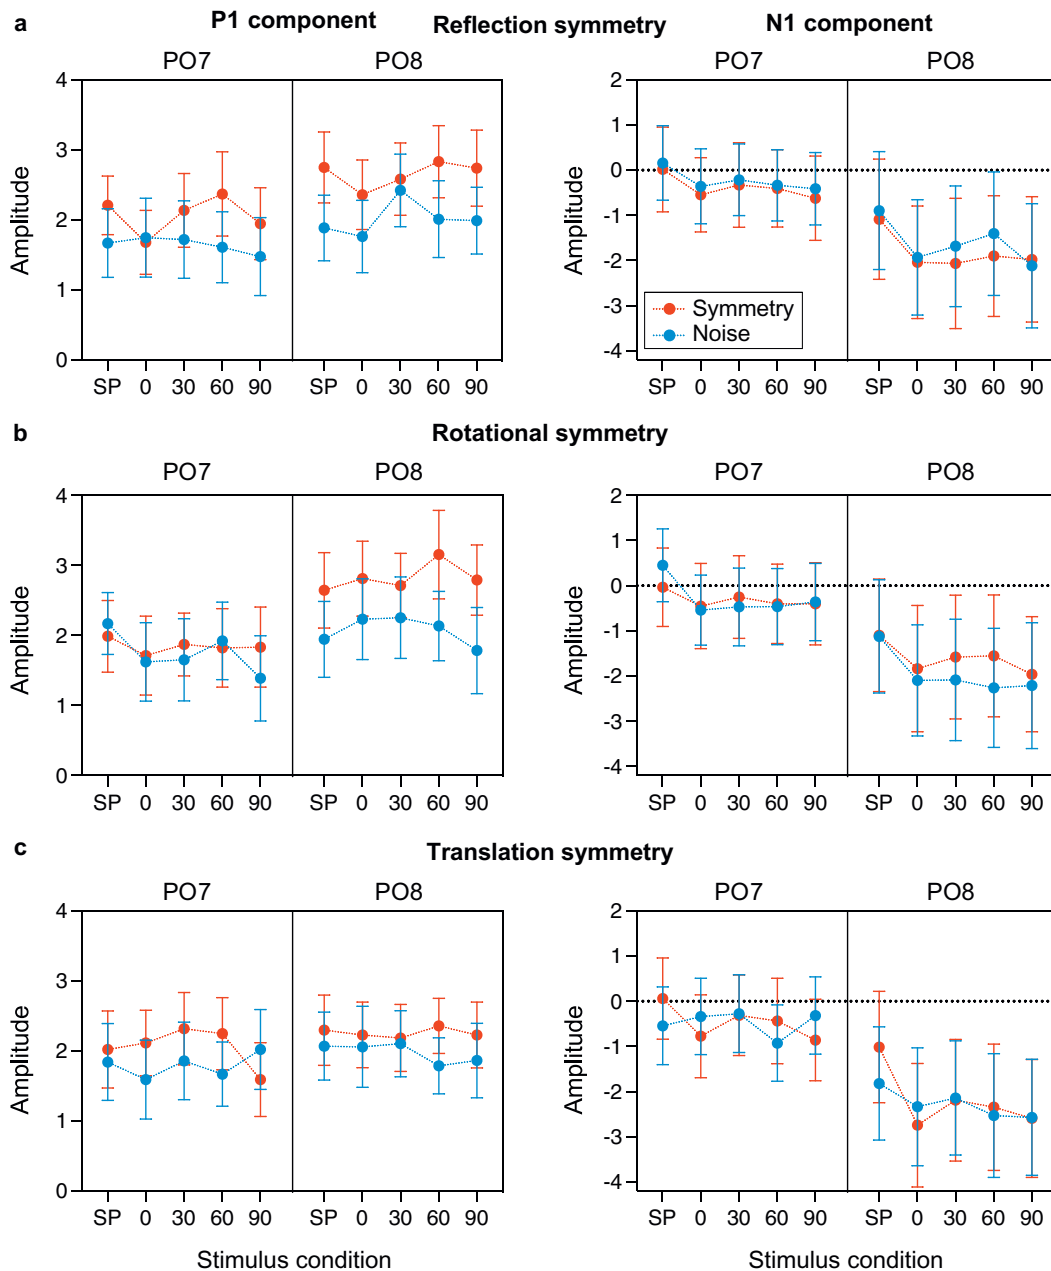 a
P1 component
Reflection symmetry
N1 component
PO7
PO8
PO7
PO8
4
3
2
1
0
Amplitude
2
1
0
-1
-2
-3
-4
Amplitude
Symmetry
Noise
SP 0 30 60 90 SP 0 30 60 90
SP 0 30 60 90 SP 0 30 60 90
b
Rotational symmetry
PO7
PO8
PO7
PO8
4
3
2
1
0
Amplitude
2
1
0
-1
-2
-3
-4
Amplitude
SP 0 30 60 90 SP 0 30 60 90
SP 0 30 60 90 SP 0 30 60 90
c
Translation symmetry
PO7
PO8
PO7
PO8
4
3
2
1
0
Amplitude
2
1
0
-1
-2
-3
-4
Amplitude
SP 0 30 60 90 SP 0 30 60 90
SP 0 30 60 90 SP 0 30 60 90
Stimulus condition
Stimulus condition